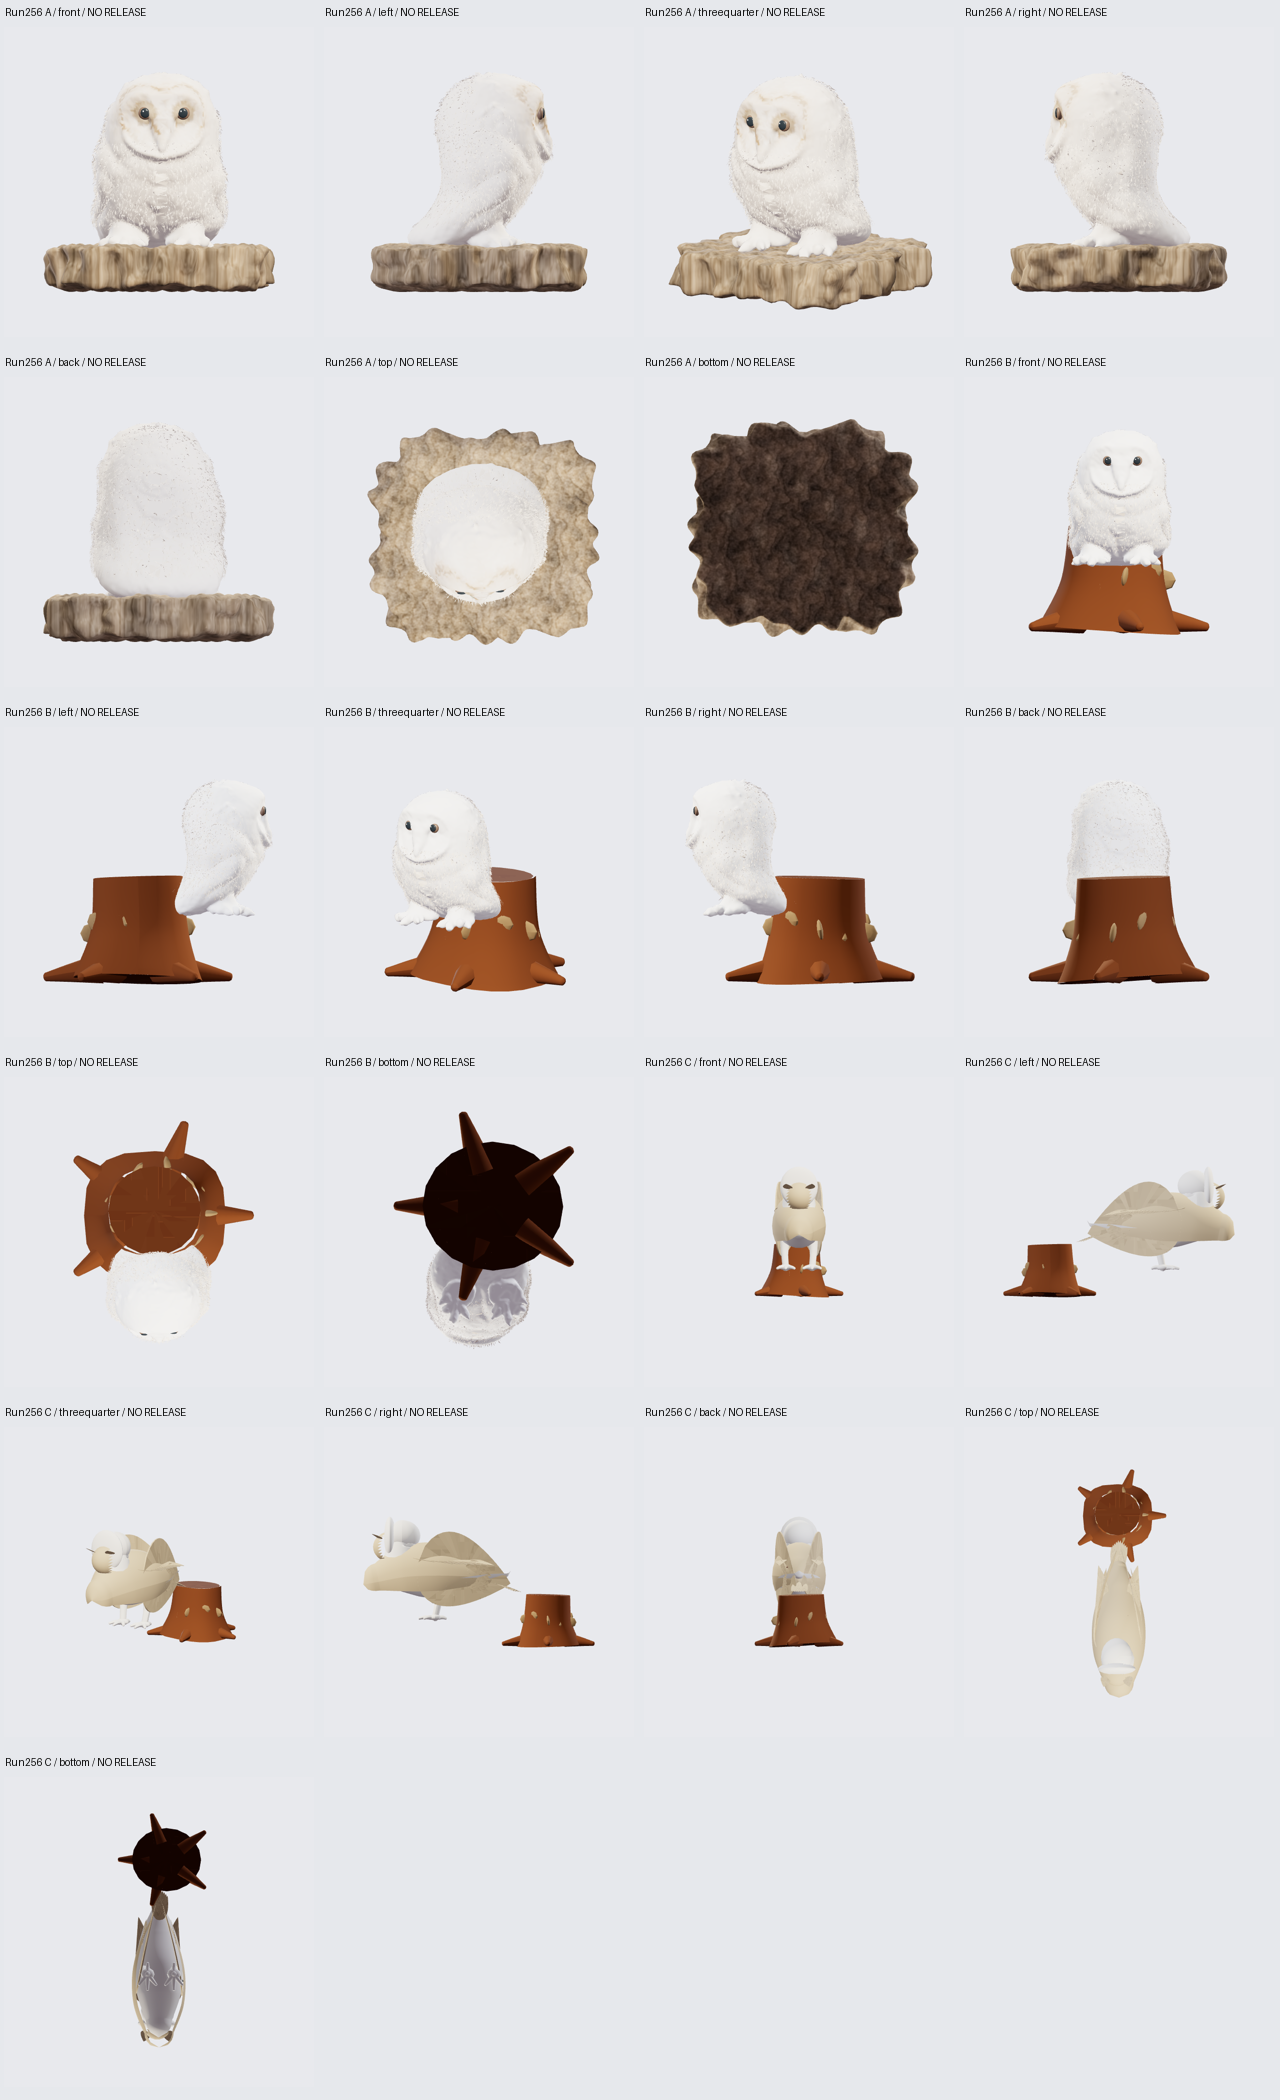 Run256 A / front / NO RELEASE
Run256 A / left / NO RELEASE
Run256 A / threequarter / NO RELEASE
Run256 A / right / NO RELEASE
Run256 A / back / NO RELEASE
Run256 A / top / NO RELEASE
Run256 A / bottom / NO RELEASE
Run256 B / front / NO RELEASE
Run256 B / left / NO RELEASE
Run256 B / threequarter / NO RELEASE
Run256 B / right / NO RELEASE
Run256 B / back / NO RELEASE
Run256 B / top / NO RELEASE
Run256 B / bottom / NO RELEASE
Run256 C / front / NO RELEASE
Run256 C / left / NO RELEASE
Run256 C / threequarter / NO RELEASE
Run256 C / right / NO RELEASE
Run256 C / back / NO RELEASE
Run256 C / top / NO RELEASE
Run256 C / bottom / NO RELEASE